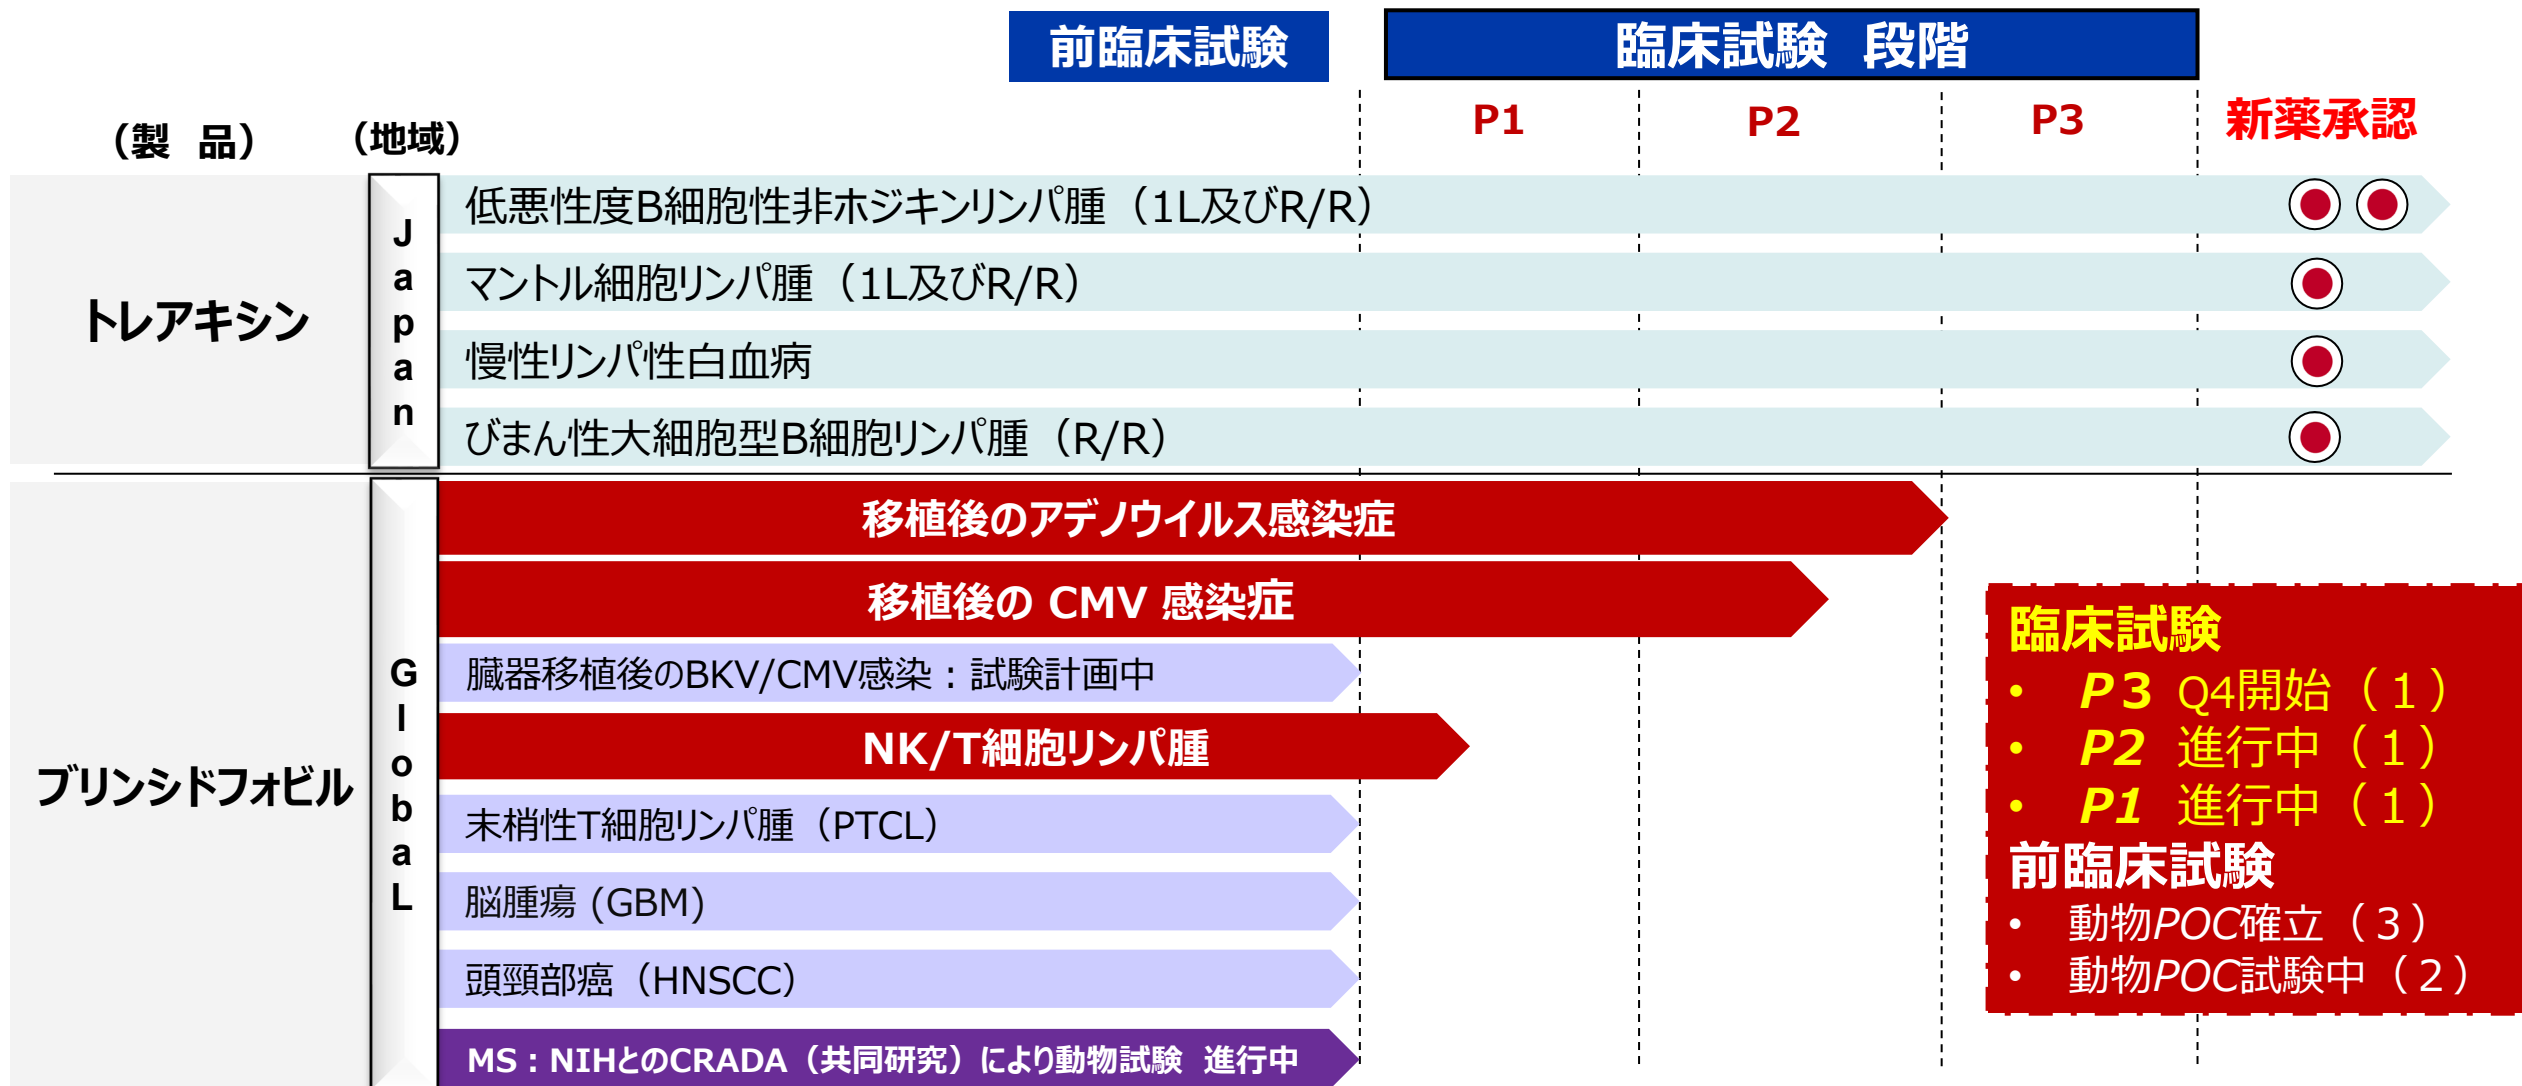 前臨床試験
臨床試験 段階
P1
P2
P3
新薬承認
（製 品）
（地域）
トレアキシン
Japan
低悪性度B細胞性非ホジキンリンパ腫（1L及びR/R）
マントル細胞リンパ腫（1L及びR/R）
慢性リンパ性白血病
びまん性大細胞型B細胞リンパ腫（R/R）
ブリンシドフォビル
GlobaL
移植後のアデノウイルス感染症
移植後の CMV 感染症
臓器移植後のBKV/CMV感染：試験計画中
NK/T細胞リンパ腫
末梢性T細胞リンパ腫（PTCL）
脳腫瘍 (GBM)
頭頸部癌（HNSCC）
MS：NIHとのCRADA（共同研究）により動物試験 進行中
臨床試験
• P3 Q4開始（１）
• P2 進行中（１）
• P1 進行中（１）
前臨床試験
• 動物POC確立（３）
• 動物POC試験中（２）